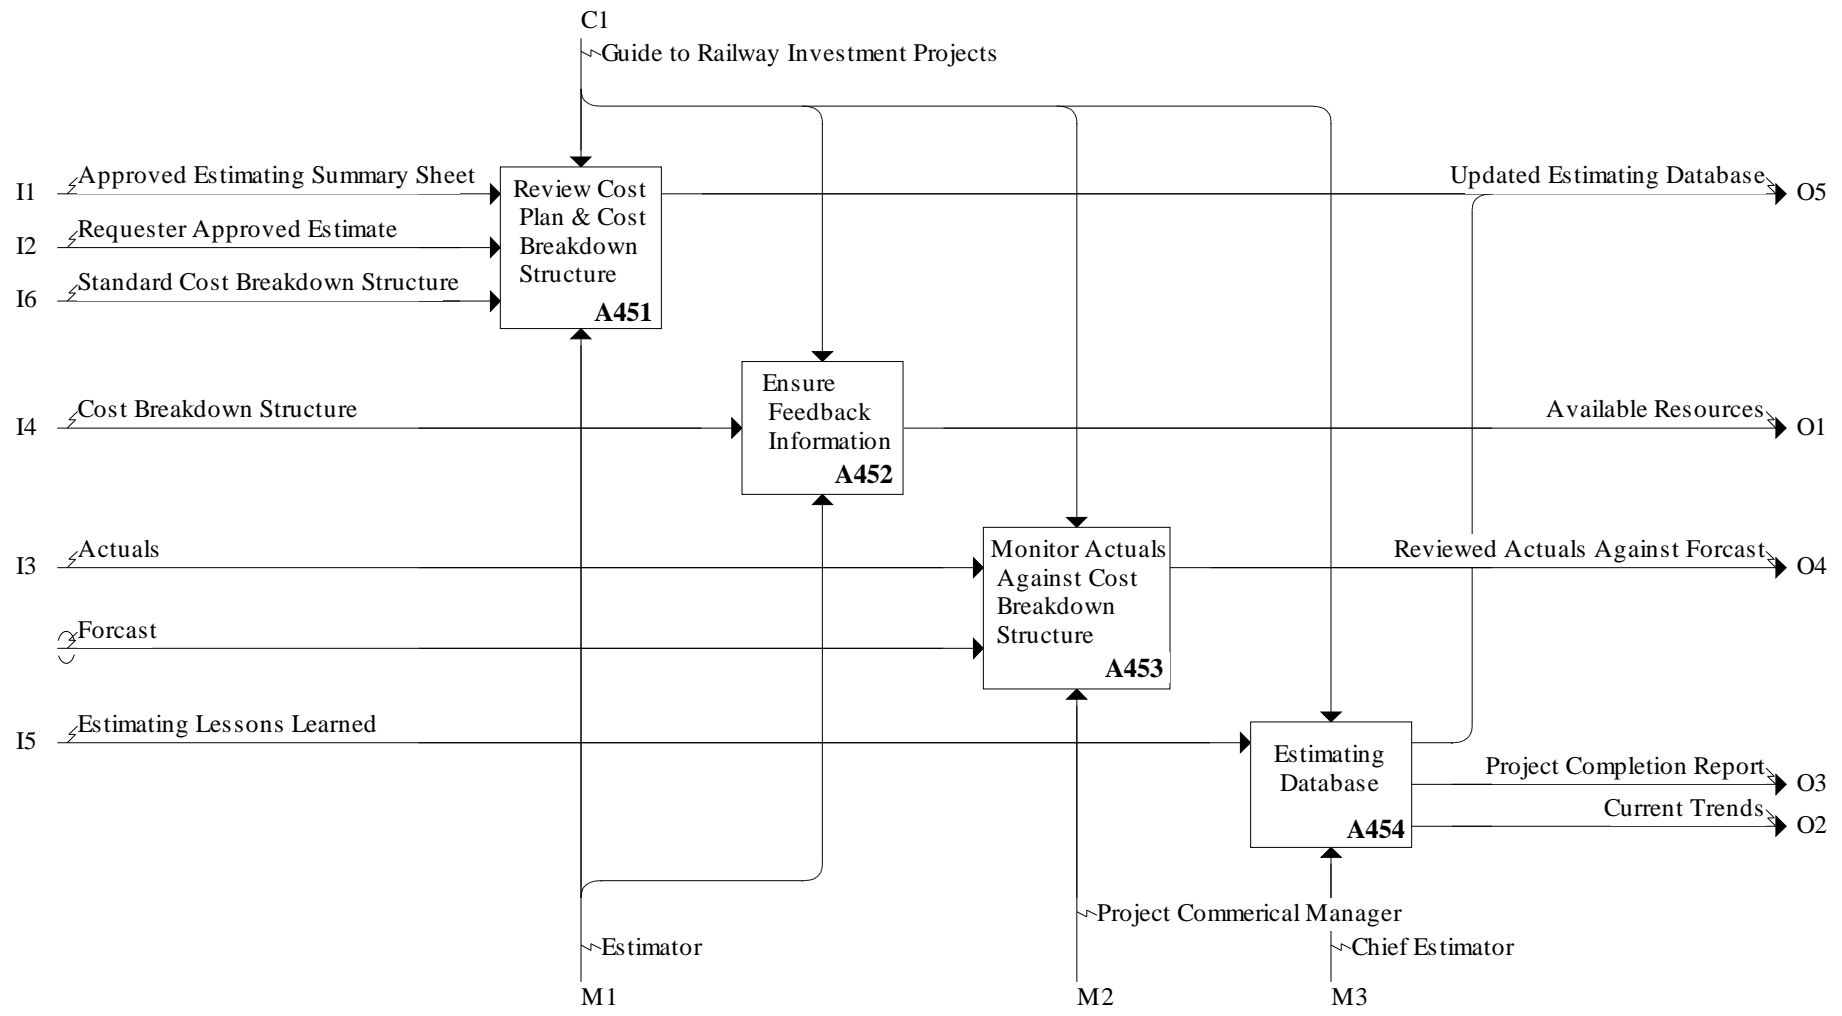 C1
Guide to Railway Investment Projects
I1
Approved Estimating Summary Sheet
I2
Requester Approved Estimate
I6
Standard Cost Breakdown Structure
Review Cost
Plan & Cost
Breakdown
Structure
A451
Updated Estimating Database
O5
I4
Cost Breakdown Structure
Ensure
Feedback
Information
A452
Available Resources
O1
I3
Actuals
Forcast
Monitor Actuals
Against Cost
Breakdown
Structure
A453
Reviewed Actuals Against Forcast
O4
I5
Estimating Lessons Learned
Estimating
Database
A454
Project Completion Report
O3
Current Trends
O2
Project Commerical Manager
Estimator
Chief Estimator
M1
M2
M3